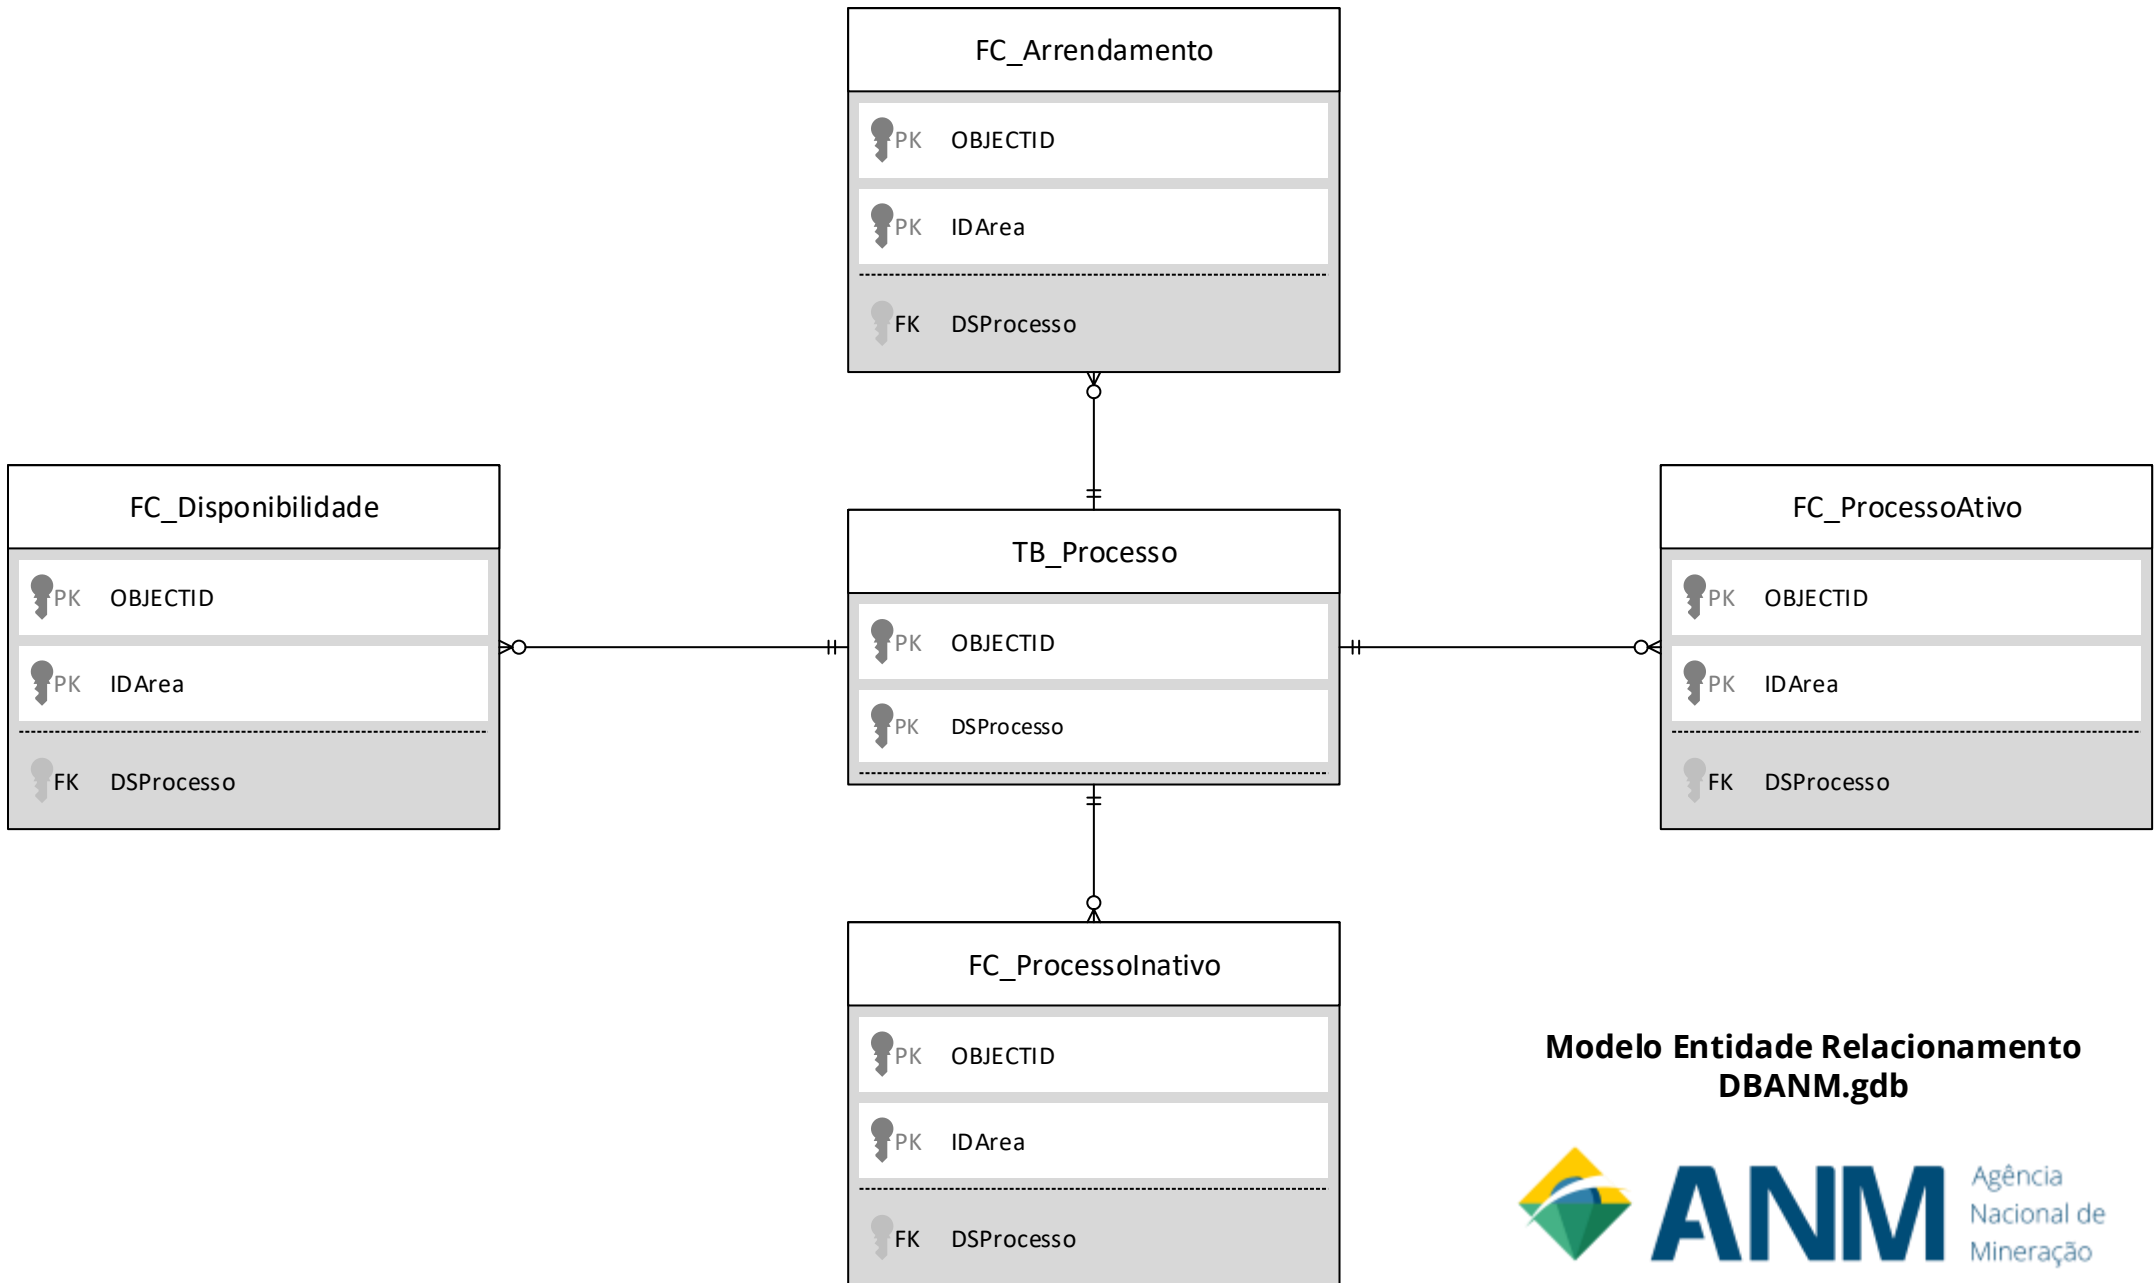 FC_Arrendamento
PK OBJECTID
PK IDArea
FK DSProcesso
FC_Disponibilidade
PK OBJECTID
PK IDArea
FK DSProcesso
TB_Processo
PK OBJECTID
PK DSProcesso
FC_ProcessoAtivo
PK OBJECTID
PK IDArea
FK DSProcesso
FC_ProcessoInativo
PK OBJECTID
PK IDArea
FK DSProcesso
Modelo Entidade Relacionamento
DBANM.gdb
ANM
Agência
Nacional de
Mineração